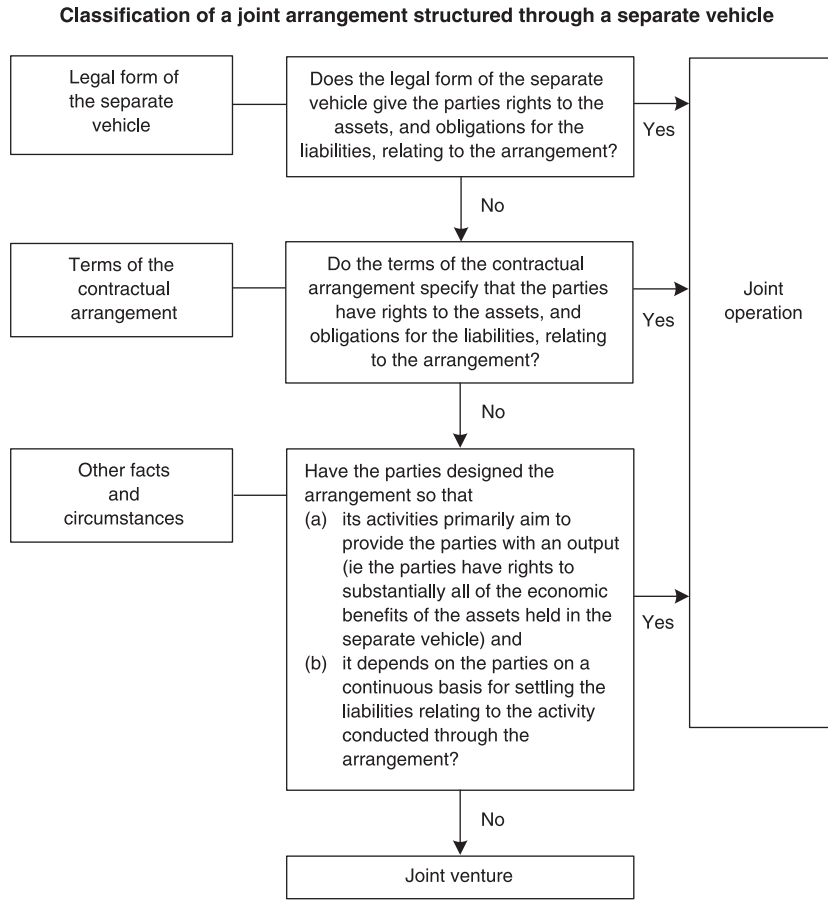 Classification of a joint arrangement structured through a separate vehicle
Legal form of
the separate
vehicle
Does the legal form of the separate
vehicle give the parties rights to the
assets, and obligations for the
liabilities, relating to the arrangement?
Yes
No
Terms of the
contractual
arrangement
Do the terms of the contractual
arrangement specify that the parties
have rights to the assets, and
obligations for the liabilities, relating
to the arrangement?
Yes
Joint
operation
No
Other facts
and
circumstances
Have the parties designed the
arrangement so that
(a) its activities primarily aim to
provide the parties with an output
(ie the parties have rights to
substantially all of the economic
benefits of the assets held in the
separate vehicle) and
(b) it depends on the parties on a
continuous basis for settling the
liabilities relating to the activity
conducted through the
arrangement?
Yes
No
Joint venture